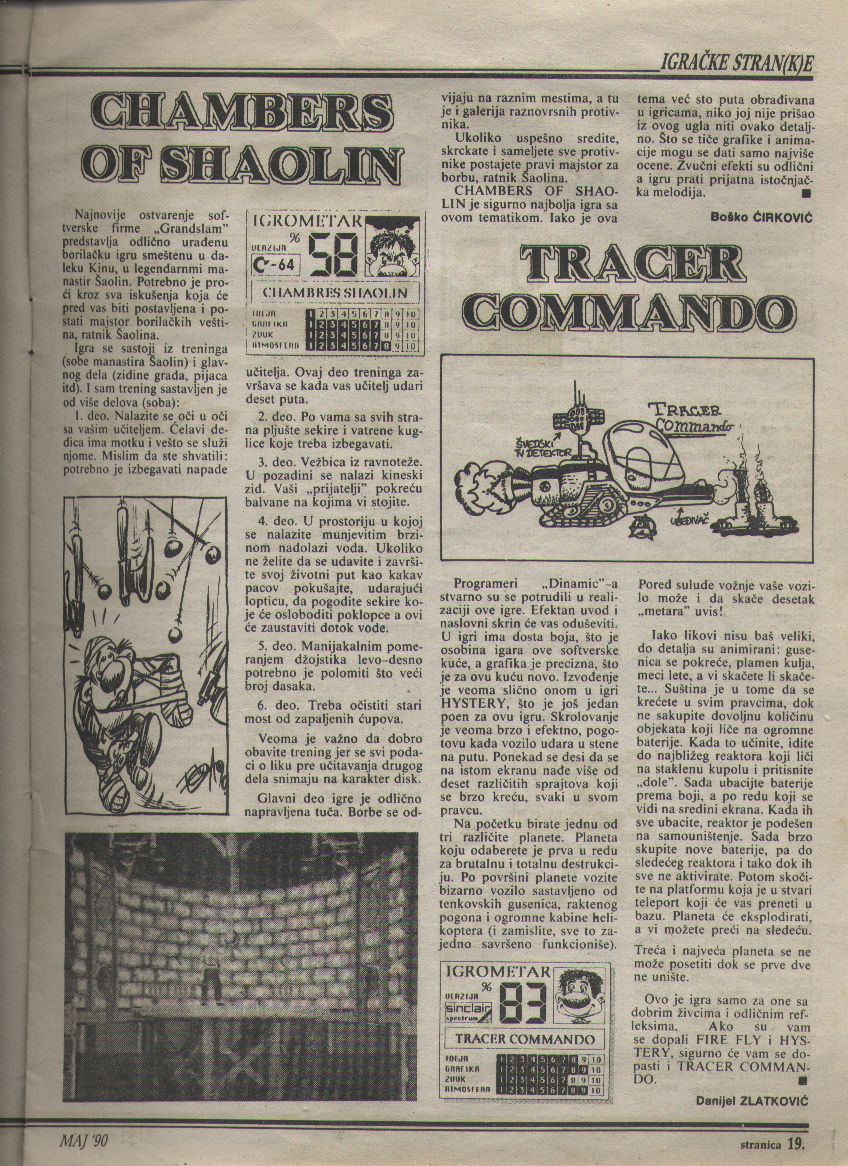 IGRAČKE STRAN(K)E
CHAMBERS
OF SHAOLIN
Najnovije ostvarenje sof-
tverske firme „Grandslam”
predstavlja odlično urađenu
borilačku igru smeštenu u da-
leku Kinu, u legendarnmi ma-
nastir Šaolin. Potrebno je pro-
ći kroz sva iskušenja koja će
pred vas biti postavljena i po-
stati majstor borilačkih vešti-
na, ratnik Šaolina.
Igra se sastoji iz treninga
(sobe manastira Šaolin) i glav-
nog dela (zidine grada, pijaca
itd). I sam trening sastavljen je
od više delova (soba):
1. deo. Nalazite se oči u oči
sa vašim učiteljem. Ćelavi de-
dica ima motku i vešto se služi
njome. Mislim da ste shvatili:
potrebno je izbegavati napade
IGROMETAR
%
VERZIJA
C-64
58
CHAMBRES SHAOLIN
IDEJA 1 2 3 4 5 6 7 8 9 10
GRAFIKA 1 2 3 4 5 6 7 8 9 10
ZVUK 1 2 3 4 5 6 7 8 9 10
ATMOSFERA 1 2 3 4 5 6 7 8 9 10
učitelja. Ovaj deo treninga za-
vršava se kada vas učitelj udari
deset puta.
2. deo. Po vama sa svih stra-
na pljušte sekire i vatrene kug-
lice koje treba izbegavati.
3. deo. Vežbica iz ravnoteže.
U pozadini se nalazi kineski
zid. Vaši „prijatelji” pokreću
balvane na kojima vi stojite.
4. deo. U prostoriju u kojoj
se nalazite munjevitim brzi-
nom nadolazi voda. Ukoliko
ne želite da se udavite i završi-
te svoj životni put kao kakav
pacov pokušajte, udarajući
lopticu, da pogodite sekire ko-
je će osloboditi poklopce a ovi
će zaustaviti dotok vode.
5. deo. Manijakalnim pome-
ranjem džojstika levo-desno
potrebno je polomiti što veći
broj dasaka.
6. deo. Treba očistiti stari
most od zapaljenih ćupova.
Veoma je važno da dobro
obavite trening jer se svi poda-
ci o liku pre učitavanja drugog
dela snimaju na karakter disk.
Glavni deo igre je odlično
napravljena tuča. Borbe se od-
vijaju na raznim mestima, a tu
je i galerija raznovrsnih protiv-
nika.
Ukoliko uspešno sredite,
skrckate i sameljete sve protiv-
nike postajete pravi majstor za
borbu, ratnik Šaolina.
CHAMBERS OF SHAO-
LIN je sigurno najbolja igra sa
ovom tematikom. Iako je ova
tema već sto puta obrađivana
u igricama, niko joj nije prišao
iz ovog ugla niti ovako detalj-
no. Što se tiče grafike i anima-
cije mogu se dati samo najviše
ocene. Zvučni efekti su odlični
a igru prati prijatna istočnjač-
ka melodija.
Boško ĆIRKOVIĆ
TRACER
COMMANDO
TRACER
Commando
ŠVEDSKI
TV DETEKTOR
UBEĐIVAČ
Programeri „Dinamic”-a
stvarno su se potrudili u reali-
zaciji ove igre. Efektan uvod i
naslovni skrin će vas oduševiti.
U igri ima dosta boja, što je
osobina igara ove softverske
kuće, a grafika je precizna, što
je za ovu kuću novo. Izvođenje
je veoma slično onom u igri
HYSTERY, što je još jedan
poen za ovu igru. Skrolovanje
je veoma brzo i efektno, pogo-
tovu kada vozilo udara u stene
na putu. Ponekad se desi da se
na istom ekranu nađe više od
deset različitih sprajtova koji
se brzo kreću, svaki u svom
pravcu.
Na početku birate jednu od
tri različite planete. Planeta
koju odaberete je prva u redu
za brutalnu i totalnu destrukci-
ju. Po površini planete vozite
bizarno vozilo sastavljeno od
tenkovskih gusenica, raktenog
pogona i ogromne kabine heli-
koptera (i zamislite, sve to za-
jedno savršeno funkcioniše).
IGROMETAR
%
VERZIJA
sinclair
spectrum
83
TRACER COMMANDO
IDEJA 1 2 3 4 5 6 7 8 9 10
GRAFIKA 1 2 3 4 5 6 7 8 9 10
ZVUK 1 2 3 4 5 6 7 8 9 10
ATMOSFERA 1 2 3 4 5 6 7 8 9 10
Pored sulude vožnje vaše vozi-
lo može i da skače desetak
„metara” uvis!
Iako likovi nisu baš veliki,
do detalja su animirani: guse-
nica se pokreće, plamen kulja,
meci lete, a vi skačete li skače-
te... Suština je u tome da se
krećete u svim pravcima, dok
ne sakupite dovoljnu količinu
objekata koji liče na ogromne
baterije. Kada to učinite, idite
do najbližeg reaktora koji liči
na staklenu kupolu i pritisnite
„dole”. Sada ubacijte baterije
prema boji, a po redu koji se
vidi na sredini ekrana. Kada ih
sve ubacite, reaktor je podešen
na samouništenje. Sada brzo
skupite nove baterije, pa do
sledećeg reaktora i tako dok ih
sve ne aktivirate. Potom skoči-
te na platformu koja je u stvari
teleport koji će vas preneti u
bazu. Planeta će eksplodirati,
a vi možete preći na sledeću.
Treća i najveća planeta se ne
može posetiti dok se prve dve
ne unište.
Ovo je igra samo za one sa
dobrim živcima i odličnim ref-
leksima. Ako su vam
se dopali FIRE FLY i HYS-
TERY, sigurno će vam se do-
pasti i TRACER COMMAN-
DO.
Danijel ZLATKOVIĆ
MAJ '90
stranica 19.